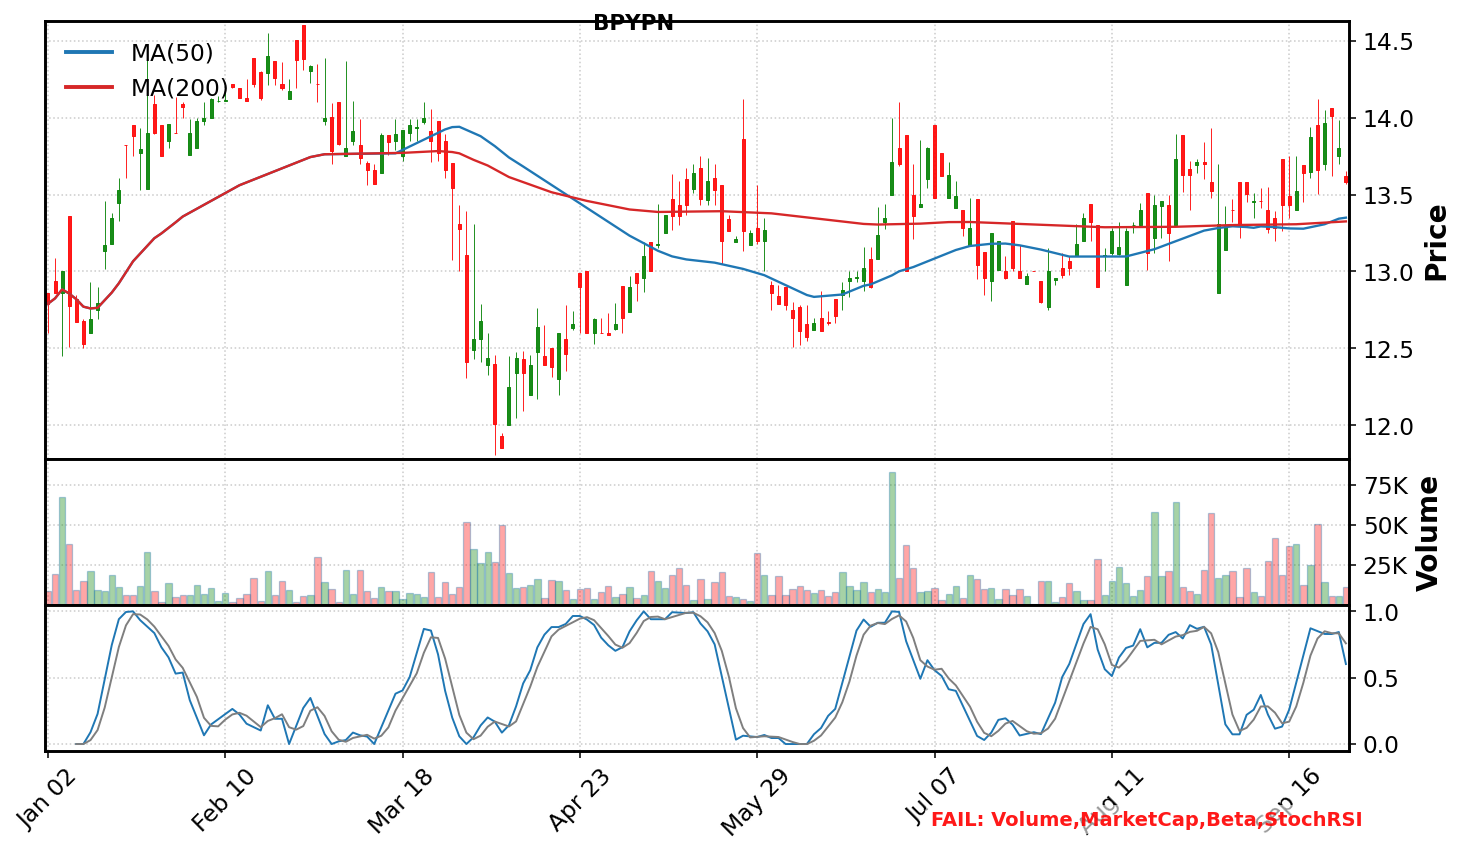 BPYPN
MA(50)
MA(200)
14.5
14.0
13.5
13.0
12.5
12.0
Price
75K
50K
25K
Volume
1.0
0.5
0.0
Jan 02
Feb 10
Mar 18
Apr 23
May 29
Jul 07
Aug 11
Sep 16
FAIL: Volume,MarketCap,Beta,StochRSI